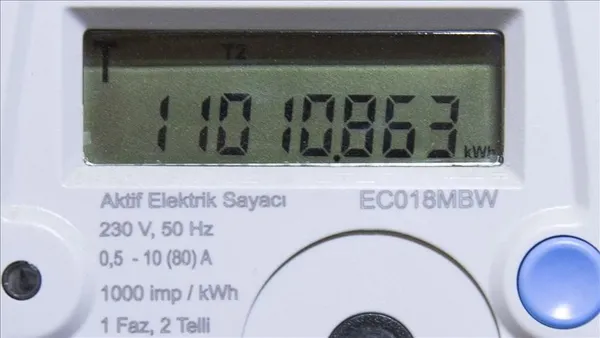 T T2
11010.863 kWh
Aktif Elektrik Sayacı EC018MBW
230 V, 50 Hz
0,5 - 10 (80) A
1000 imp / kWh
1 Faz, 2 Telli